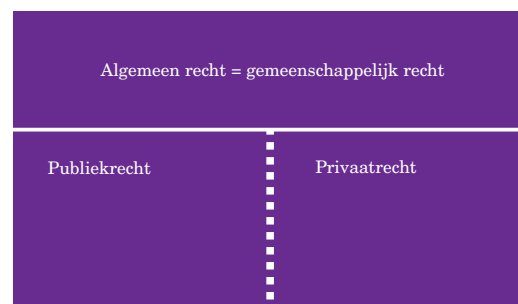 Algemeen recht = gemeenschappelijk recht
Publiekrecht
Privaatrecht